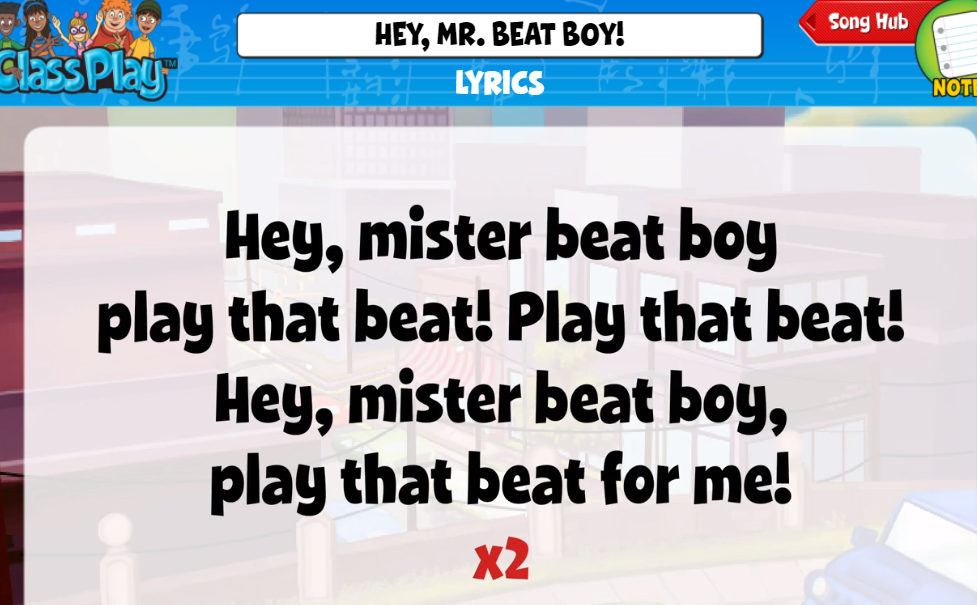 HEY, MR. BEAT BOY!
Song Hub
ClassPlay™
LYRICS
Hey, mister beat boy
play that beat! Play that beat!
Hey, mister beat boy,
play that beat for me!
x2